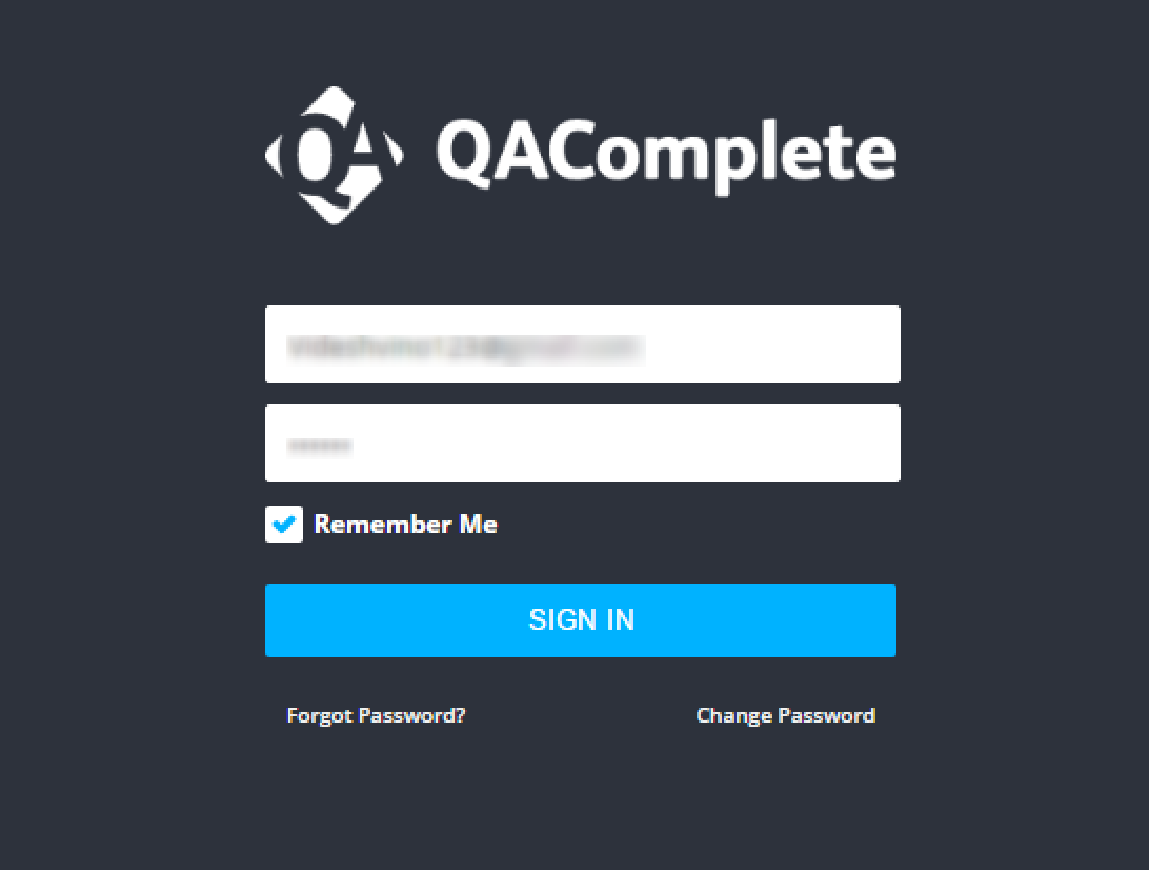 QAComplete
Remember Me
SIGN IN
Forgot Password? Change Password